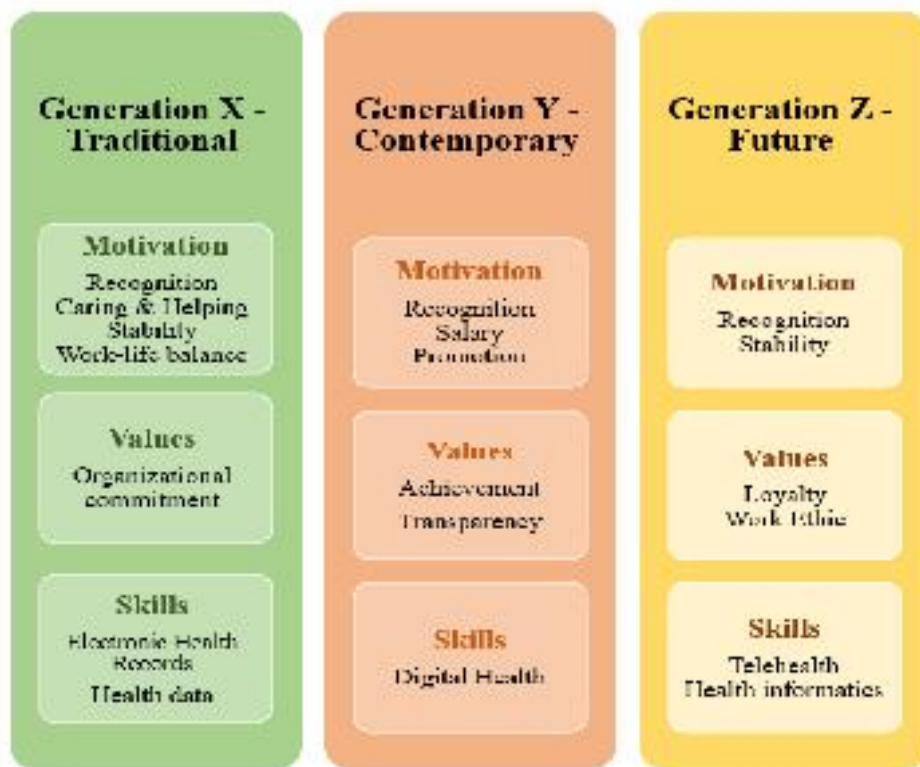 Generation X -
Traditional
Motivation
Recognition
Caring & Helping
Stability
Work-life balance
Values
Organizational
commitment
Skills
Electronic Health
Records
Health data
Generation Y -
Contemporary
Motivation
Recognition
Salary
Promotion
Values
Achievement
Transparency
Skills
Digital Health
Generation Z -
Future
Motivation
Recognition
Stability
Values
Loyalty
Work Ethic
Skills
Telehealth
Health informatics